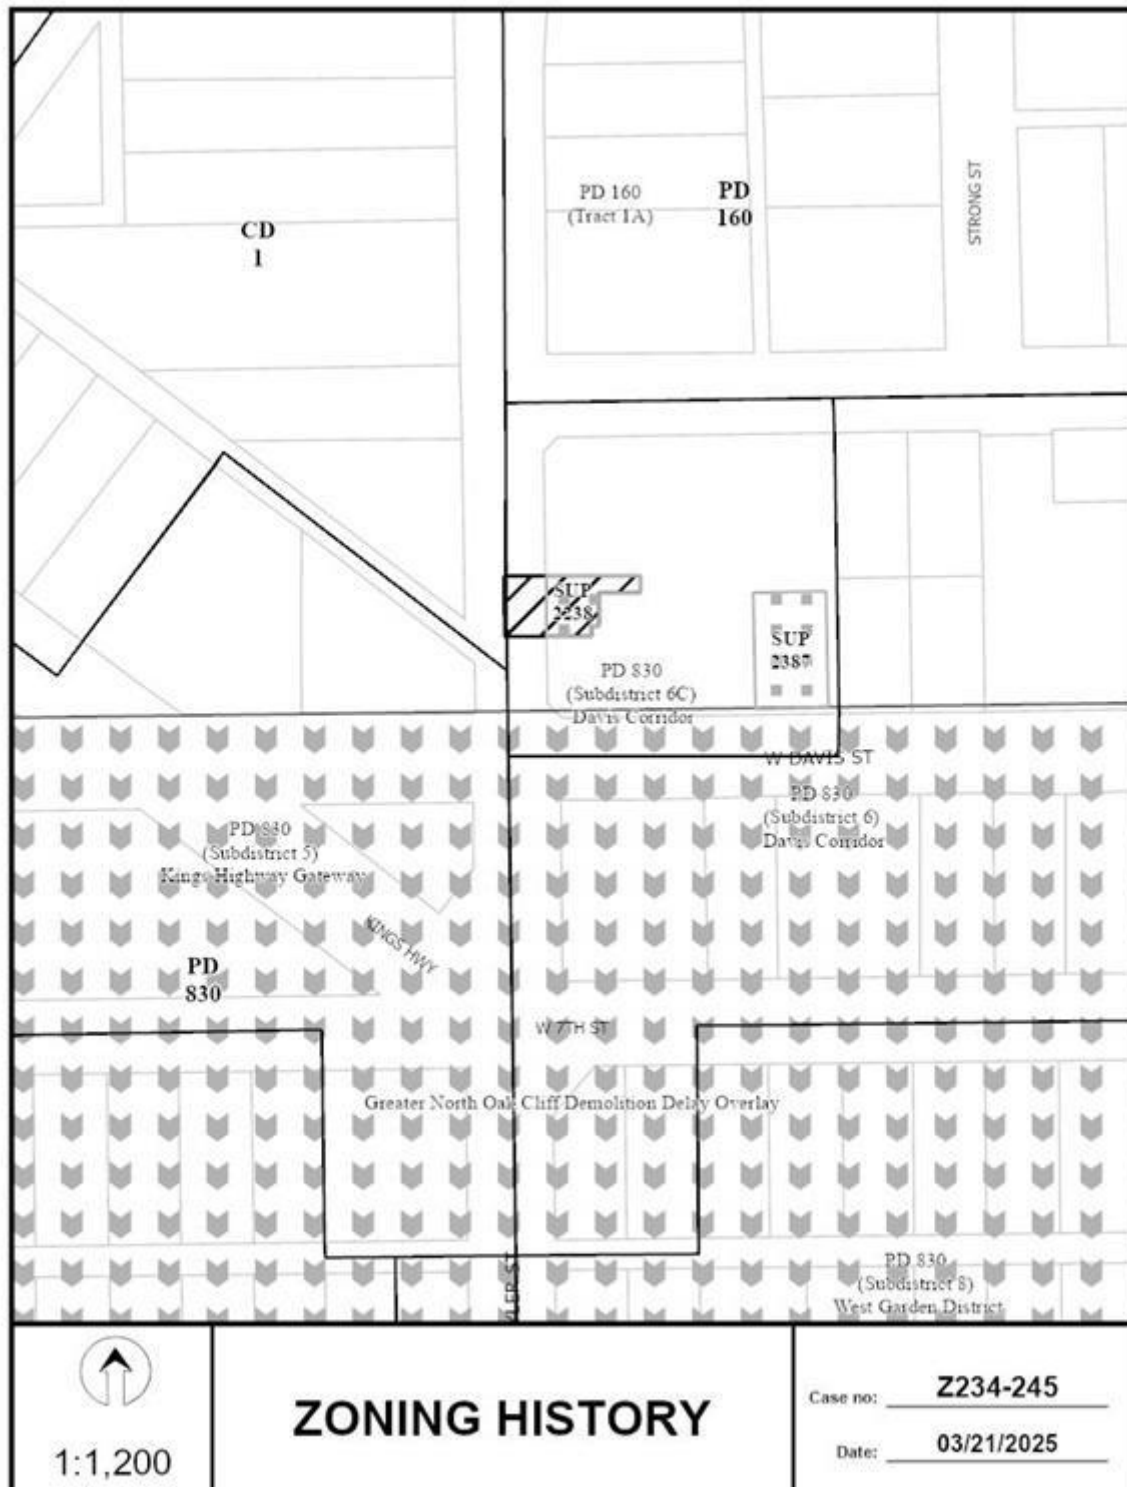 PD 160
(Tract 1A)
PD
160
STRONG ST
CD
1
SUP
2238
SUP
2387
PD 830
(Subdistrict 6C)
Davis Corridor
W DAVIS ST
PD 830
(Subdistrict 6)
Davis Corridor
PD 830
(Subdistrict 5)
Kings Highway Gateway
KINGS HWY
PD
830
W 7TH ST
Greater North Oak Cliff Demolition Delay Overlay
PD 830
(Subdistrict 8)
West Garden District
LER ST
1:1,200
ZONING HISTORY
Case no: Z234-245
Date: 03/21/2025